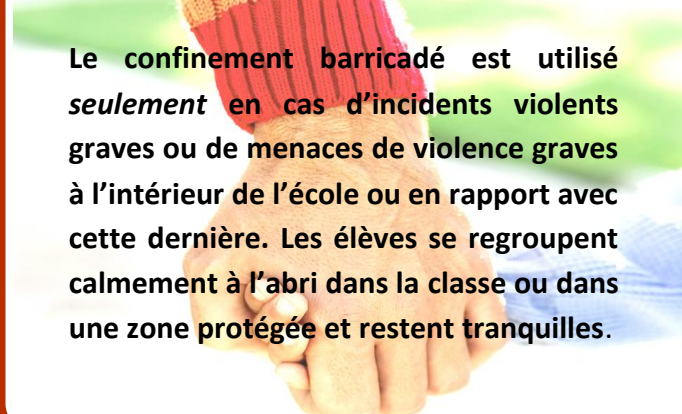 Le confinement barricadé est utilisé
seulement en cas d’incidents violents
graves ou de menaces de violence graves
à l’intérieur de l’école ou en rapport avec
cette dernière. Les élèves se regroupent
calmement à l’abri dans la classe ou dans
une zone protégée et restent tranquilles.